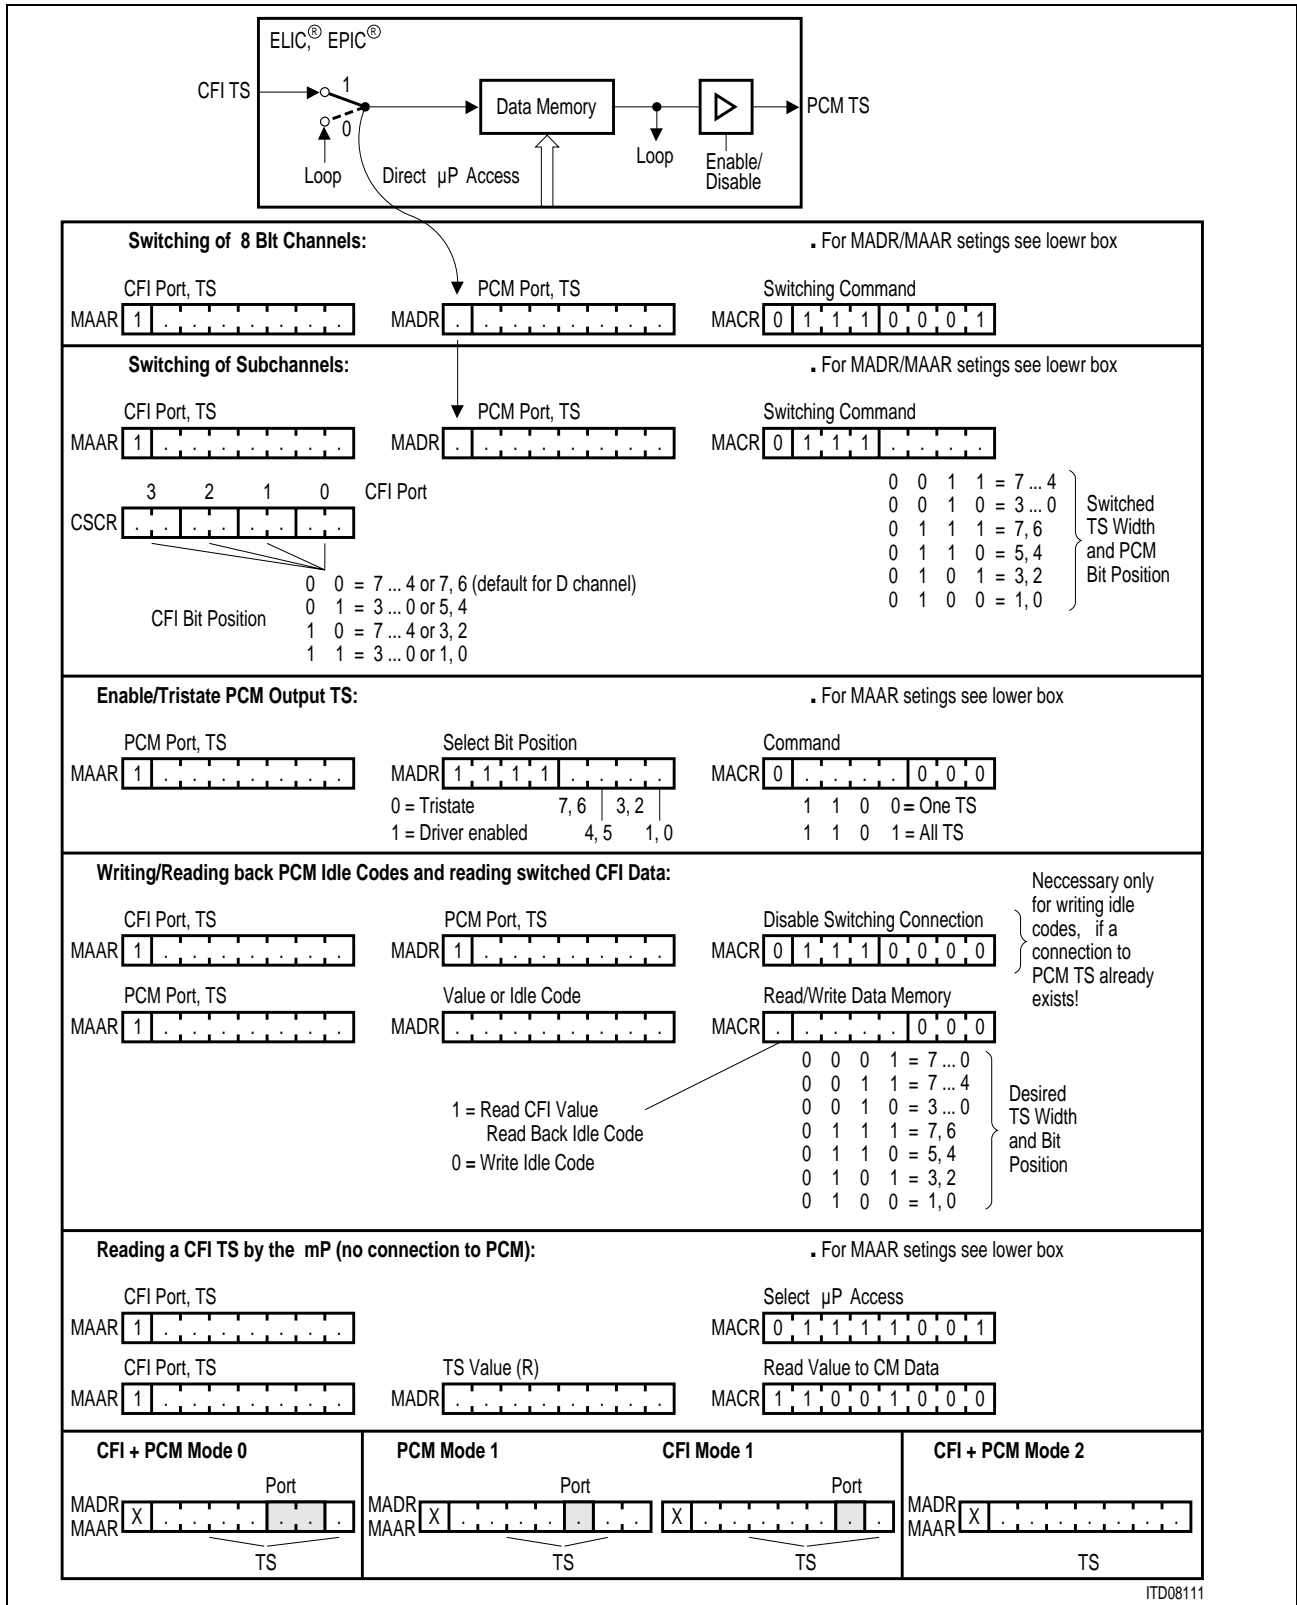 ELIC,® EPIC®
CFI TS
1
0
Data Memory
PCM TS
Loop
Direct µP Access
Loop
Enable/
Disable
Switching of 8 BIt Channels:
. For MADR/MAAR setings see loewr box
CFI Port, TS
PCM Port, TS
Switching Command
MAAR 1 . . . . . . .
MADR . . . . . . . .
MACR 0 1 1 1 0 0 0 1
Switching of Subchannels:
. For MADR/MAAR setings see loewr box
CFI Port, TS
PCM Port, TS
Switching Command
MAAR 1 . . . . . . .
MADR . . . . . . . .
MACR 0 1 1 1 . . . .
3 2 1 0 CFI Port
CSCR . . . . . . . .
CFI Bit Position
0 0 = 7 ... 4 or 7, 6 (default for D channel)
0 1 = 3 ... 0 or 5, 4
1 0 = 7 ... 4 or 3, 2
1 1 = 3 ... 0 or 1, 0
0 0 1 1 = 7 ... 4
0 0 1 0 = 3 ... 0
0 1 1 1 = 7, 6
0 1 1 0 = 5, 4
0 1 0 1 = 3, 2
0 1 0 0 = 1, 0
Switched
TS Width
and PCM
Bit Position
Enable/Tristate PCM Output TS:
. For MAAR setings see lower box
PCM Port, TS
Select Bit Position
Command
MAAR 1 . . . . . . .
MADR 1 1 1 1 . . . .
MACR 0 . . . . 0 0 0
0 = Tristate
7, 6 3, 2
1 = Driver enabled
4, 5 1, 0
1 1 0 0 = One TS
1 1 0 1 = All TS
Writing/Reading back PCM Idle Codes and reading switched CFI Data:
CFI Port, TS
PCM Port, TS
Disable Switching Connection
MAAR 1 . . . . . . .
MADR 1 . . . . . . .
MACR 0 1 1 1 0 0 0 0
Neccessary only
for writing idle
codes, if a
connection to
PCM TS already
exists!
PCM Port, TS
Value or Idle Code
Read/Write Data Memory
MAAR 1 . . . . . . .
MADR . . . . . . . .
MACR . . . . . 0 0 0
1 = Read CFI Value
Read Back Idle Code
0 = Write Idle Code
0 0 0 1 = 7 ... 0
0 0 1 1 = 7 ... 4
0 0 1 0 = 3 ... 0
0 1 1 1 = 7, 6
0 1 1 0 = 5, 4
0 1 0 1 = 3, 2
0 1 0 0 = 1, 0
Desired
TS Width
and Bit
Position
Reading a CFI TS by the mP (no connection to PCM):
. For MAAR setings see lower box
CFI Port, TS
Select µP Access
MAAR 1 . . . . . . .
MACR 0 1 1 1 1 0 0 1
CFI Port, TS
TS Value (R)
Read Value to CM Data
MAAR 1 . . . . . . .
MADR . . . . . . . .
MACR 1 1 0 0 1 0 0 0
CFI + PCM Mode 0
Port
MADR
MAAR
X . . . . . . .
TS
PCM Mode 1
Port
MADR
MAAR
X . . . . . . .
TS
CFI Mode 1
Port
X . . . . . . .
TS
CFI + PCM Mode 2
MADR
MAAR
X . . . . . . .
TS
ITD08111